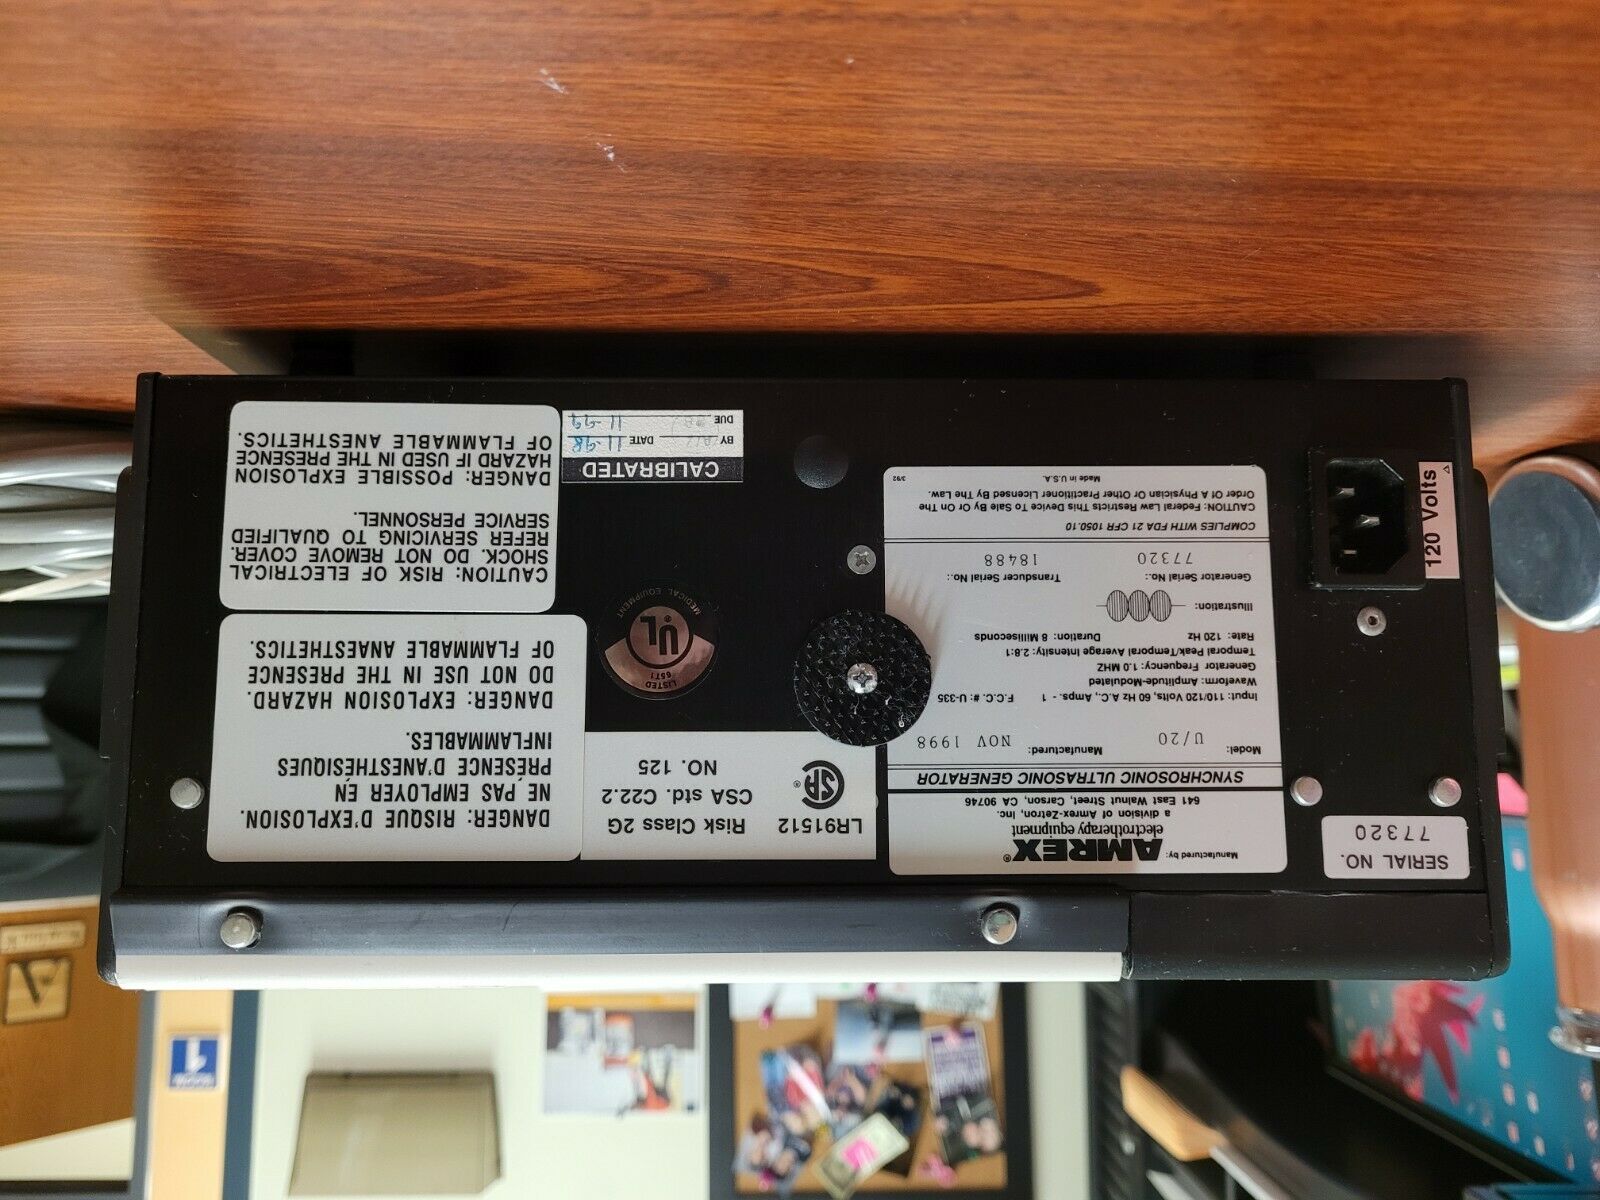 SERIAL NO.
77320
Manufactured by:
AMREX®
electrotherapy equipment
a division of Amrex-Zetron, Inc.
641 East Walnut Street, Carson, CA 90746
SYNCHROSONIC ULTRASONIC GENERATOR
Model: U/20 Manufactured: NOV 1998
Input: 110/120 Volts, 60 Hz A.C., Amps. - 1 F.C.C. #: U-335
Waveform: Amplitude-Modulated
Generator Frequency: 1.0 MHZ
Temporal Peak/Temporal Average Intensity: 2.8:1
Rate: 120 Hz Duration: 8 Milliseconds
Illustration:
Generator Serial No.: Transducer Serial No.:
77320 18488
COMPLIES WITH FDA 21 CFR 1050.10
CAUTION: Federal Law Restricts This Device To Sale By Or On The
Order Of A Physician Or Other Practitioner Licensed By The Law.
Made in U.S.A. 3/92
120 Volts
LR91512 Risk Class 2G
SA® CSA std. C22.2
NO. 125
LISTED
65T1
UL
MEDICAL EQUIPMENT
CALIBRATED
BY DATE 11-98
DUE 11-99
DANGER: RISQUE D'EXPLOSION.
NE PAS EMPLOYER EN
PRÉSENCE D'ANESTHÉSIQUES
INFLAMMABLES.
DANGER: EXPLOSION HAZARD.
DO NOT USE IN THE PRESENCE
OF FLAMMABLE ANAESTHETICS.
CAUTION: RISK OF ELECTRICAL
SHOCK. DO NOT REMOVE COVER.
REFER SERVICING TO QUALIFIED
SERVICE PERSONNEL.
DANGER: POSSIBLE EXPLOSION
HAZARD IF USED IN THE PRESENCE
OF FLAMMABLE ANESTHETICS.